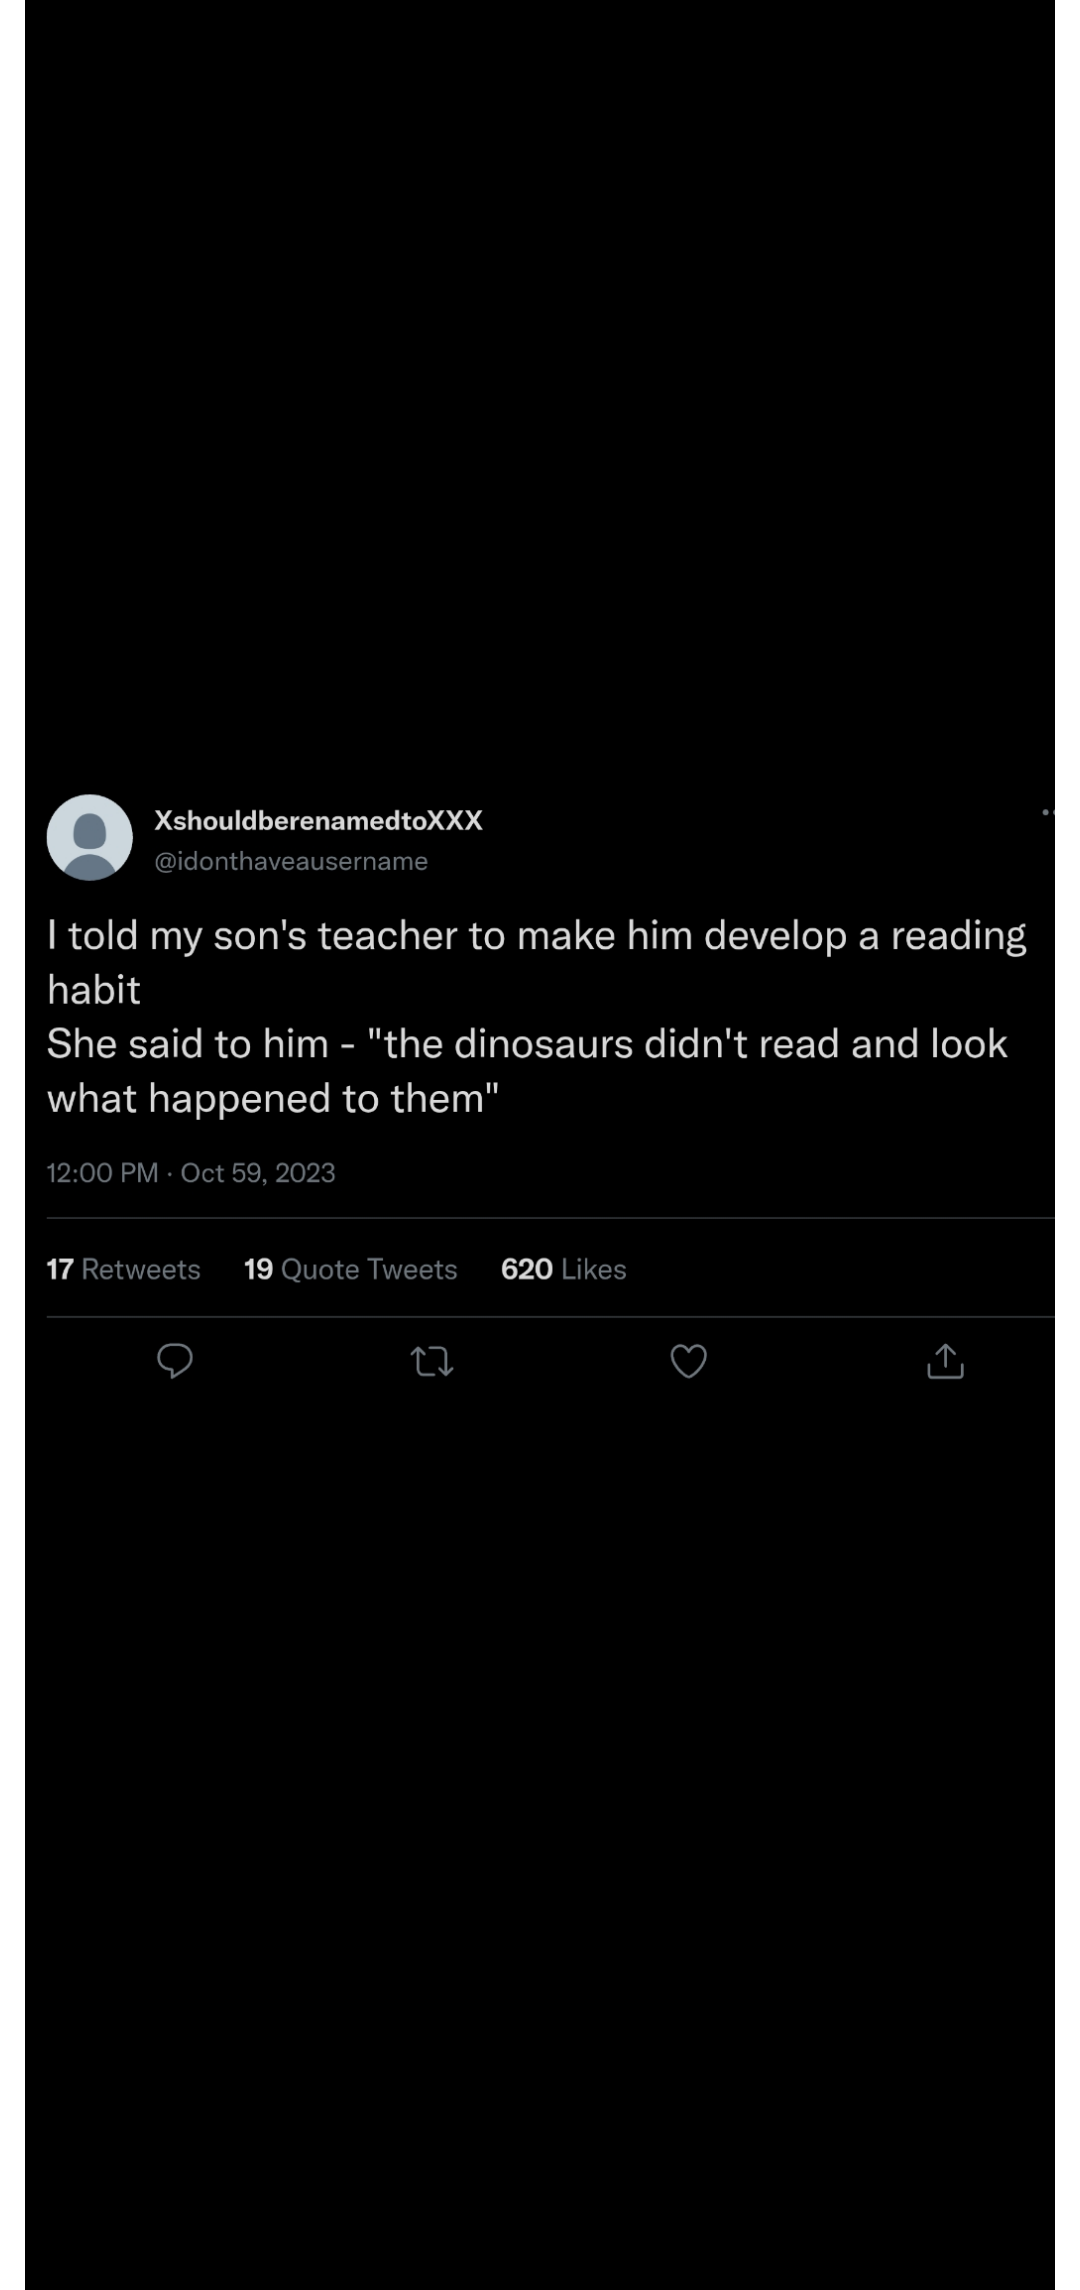 XshouldberenamedtoXXX
@idonthaveausername
I told my son's teacher to make him develop a reading
habit
She said to him - "the dinosaurs didn't read and look
what happened to them"
12:00 PM · Oct 59, 2023
17 Retweets 19 Quote Tweets 620 Likes